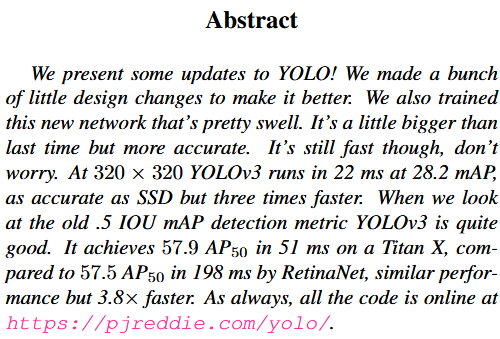 Abstract
We present some updates to YOLO! We made a bunch
of little design changes to make it better. We also trained
this new network that's pretty swell. It's a little bigger than
last time but more accurate. It's still fast though, don't
worry. At 320 × 320 YOLOv3 runs in 22 ms at 28.2 mAP,
as accurate as SSD but three times faster. When we look
at the old .5 IOU mAP detection metric YOLOv3 is quite
good. It achieves 57.9 AP₅₀ in 51 ms on a Titan X, com-
pared to 57.5 AP₅₀ in 198 ms by RetinaNet, similar perfor-
mance but 3.8× faster. As always, all the code is online at
https://pjreddie.com/yolo/.